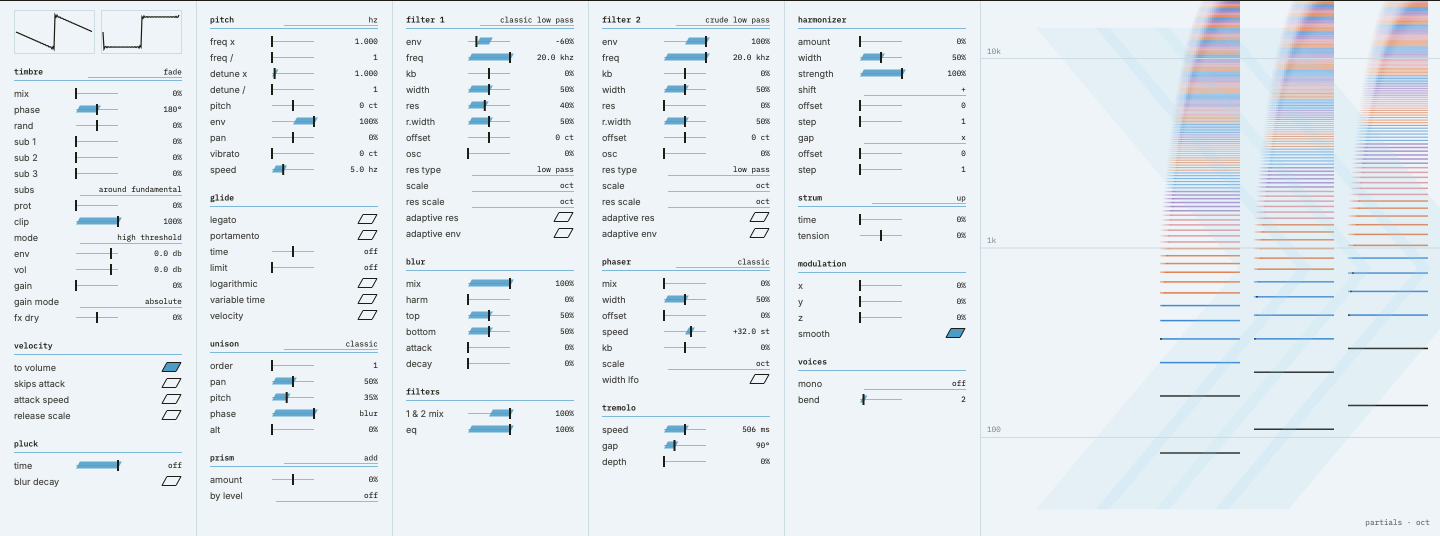 timbre fade
mix 0%
phase 180°
rand 0%
sub 1 0%
sub 2 0%
sub 3 0%
subs around fundamental
prot 0%
clip 100%
mode high threshold
env 0.0 db
vol 0.0 db
gain 0%
gain mode absolute
fx dry 0%
velocity
to volume
skips attack
attack speed
release scale
pluck
time off
blur decay
pitch hz
freq x 1.000
freq / 1
detune x 1.000
detune / 1
pitch 0 ct
env 100%
pan 0%
vibrato 0 ct
speed 5.0 hz
glide
legato
portamento
time off
limit off
logarithmic
variable time
velocity
unison classic
order 1
pan 50%
pitch 35%
phase blur
alt 0%
prism add
amount 0%
by level off
filter 1 classic low pass
env -60%
freq 20.0 khz
kb 0%
width 50%
res 40%
r.width 50%
offset 0 ct
osc 0%
res type low pass
scale oct
res scale oct
adaptive res
adaptive env
blur
mix 100%
harm 0%
top 50%
bottom 50%
attack 0%
decay 0%
filters
1 & 2 mix 100%
eq 100%
filter 2 crude low pass
env 100%
freq 20.0 khz
kb 0%
width 50%
res 0%
r.width 50%
offset 0 ct
osc 0%
res type low pass
scale oct
res scale oct
adaptive res
adaptive env
phaser classic
mix 0%
width 50%
offset 0%
speed +32.0 st
kb 0%
scale oct
width lfo
tremolo
speed 506 ms
gap 90°
depth 0%
harmonizer
amount 0%
width 50%
strength 100%
shift +
offset 0
step 1
gap x
offset 0
step 1
strum up
time 0%
tension 0%
modulation
x 0%
y 0%
z 0%
smooth
voices
mono off
bend 2
10k
1k
100
partials · oct